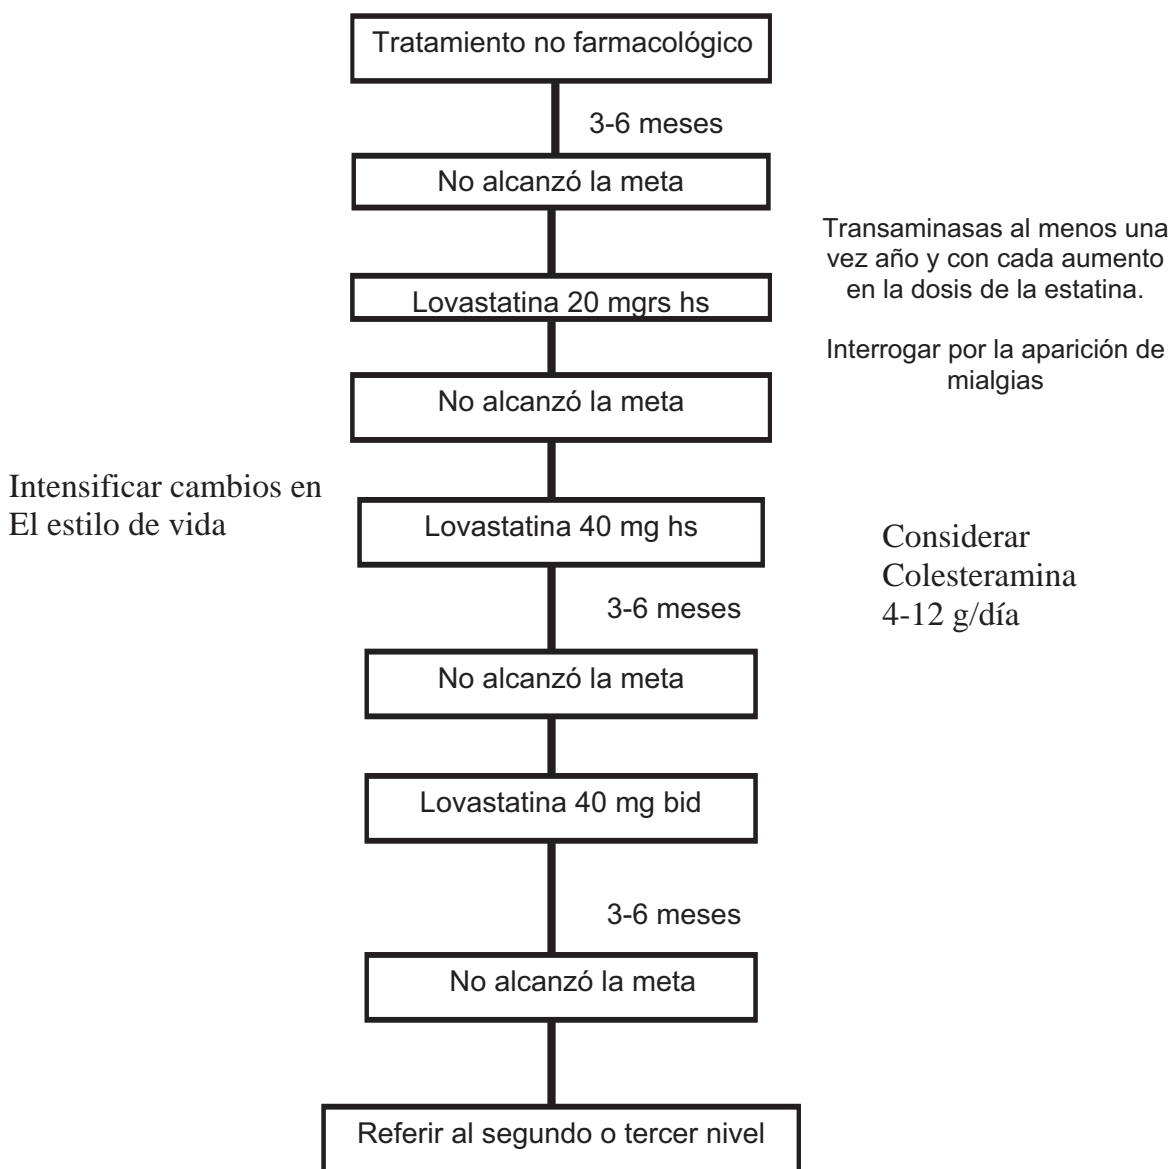 Tratamiento no farmacológico
3-6 meses
No alcanzó la meta
Transaminasas al menos una
vez año y con cada aumento
en la dosis de la estatina.
Lovastatina 20 mgrs hs
Interrogar por la aparición de
mialgias
No alcanzó la meta
Intensificar cambios en
El estilo de vida
Lovastatina 40 mg hs
Considerar
Colesteramina
4-12 g/día
3-6 meses
No alcanzó la meta
Lovastatina 40 mg bid
3-6 meses
No alcanzó la meta
Referir al segundo o tercer nivel